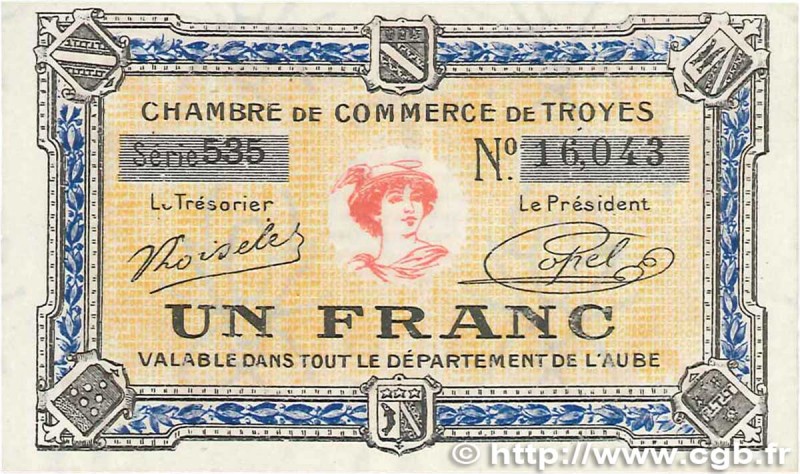 CHAMBRE DE COMMERCE DE TROYES
Série 535 Nº 16,043
Le Trésorier Le Président
UN FRANC
VALABLE DANS TOUT LE DÉPARTEMENT DE L'AUBE
© http://www.cgb.fr